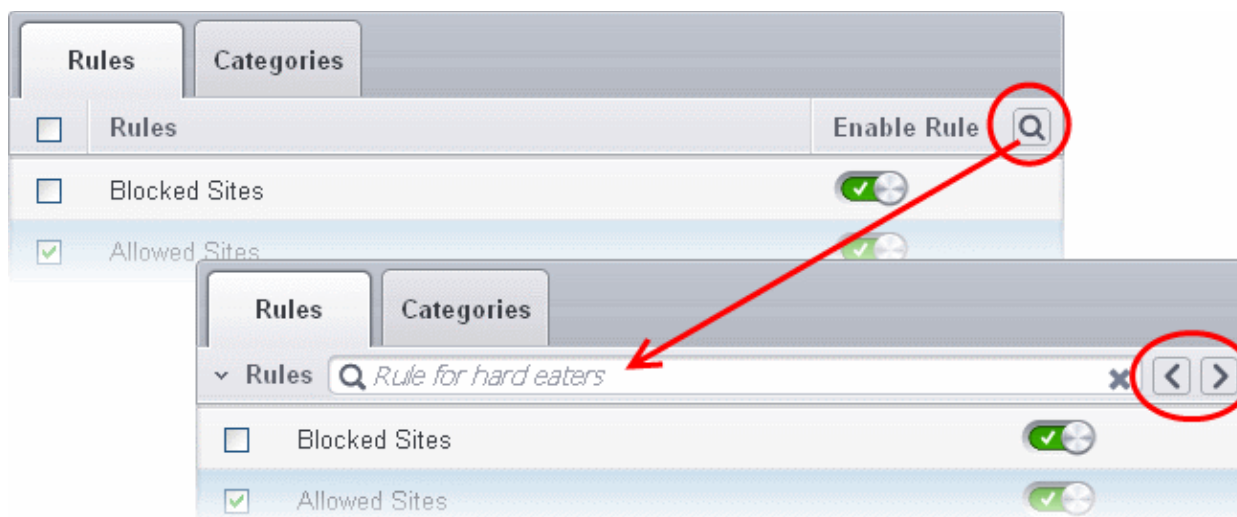 Rules Categories
Rules Enable Rule
Blocked Sites
Allowed Sites
Rules Categories
Rules Rule for hard eaters
Blocked Sites
Allowed Sites